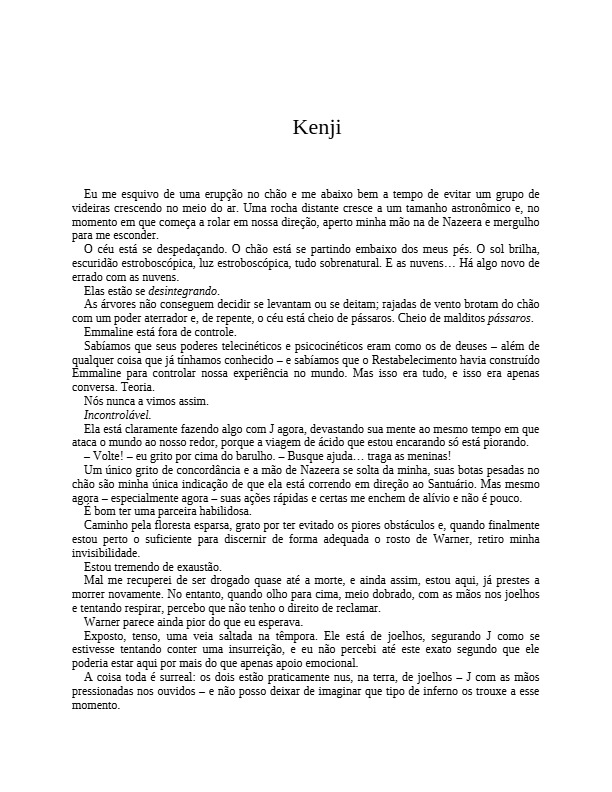 Kenji
Eu me esquivo de uma erupção no chão e me abaixo bem a tempo de evitar um grupo de
videiras crescendo no meio do ar. Uma rocha distante cresce a um tamanho astronômico e, no
momento em que começa a rolar em nossa direção, aperto minha mão na de Nazeera e mergulho
para me esconder.
O céu está se despedaçando. O chão está se partindo embaixo dos meus pés. O sol brilha,
escuridão estroboscópica, luz estroboscópica, tudo sobrenatural. E as nuvens… Há algo novo de
errado com as nuvens.
Elas estão se desintegrando.
As árvores não conseguem decidir se levantam ou se deitam; rajadas de vento brotam do chão
com um poder aterrador e, de repente, o céu está cheio de pássaros. Cheio de malditos pássaros.
Emmaline está fora de controle.
Sabíamos que seus poderes telecinéticos e psicocinéticos eram como os de deuses – além de
qualquer coisa que já tínhamos conhecido – e sabíamos que o Restabelecimento havia construído
Emmaline para controlar nossa experiência no mundo. Mas isso era tudo, e isso era apenas
conversa. Teoria.
Nós nunca a vimos assim.
Incontrolável.
Ela está claramente fazendo algo com J agora, devastando sua mente ao mesmo tempo em que
ataca o mundo ao nosso redor, porque a viagem de ácido que estou encarando só está piorando.
– Volte! – eu grito por cima do barulho. – Busque ajuda… traga as meninas!
Um único grito de concordância e a mão de Nazeera se solta da minha, suas botas pesadas no
chão são minha única indicação de que ela está correndo em direção ao Santuário. Mas mesmo
agora – especialmente agora – suas ações rápidas e certas me enchem de alívio e não é pouco.
É bom ter uma parceira habilidosa.
Caminho pela floresta esparsa, grato por ter evitado os piores obstáculos e, quando finalmente
estou perto o suficiente para discernir de forma adequada o rosto de Warner, retiro minha
invisibilidade.
Estou tremendo de exaustão.
Mal me recuperei de ser drogado quase até a morte, e ainda assim, estou aqui, já prestes a
morrer novamente. No entanto, quando olho para cima, meio dobrado, com as mãos nos joelhos
e tentando respirar, percebo que não tenho o direito de reclamar.
Warner parece ainda pior do que eu esperava.
Exposto, tenso, uma veia saltada na têmpora. Ele está de joelhos, segurando J como se
estivesse tentando conter uma insurreição, e eu não percebi até este exato segundo que ele
poderia estar aqui por mais do que apenas apoio emocional.
A coisa toda é surreal: os dois estão praticamente nus, na terra, de joelhos – J com as mãos
pressionadas nos ouvidos – e não posso deixar de imaginar que tipo de inferno os trouxe a esse
momento.